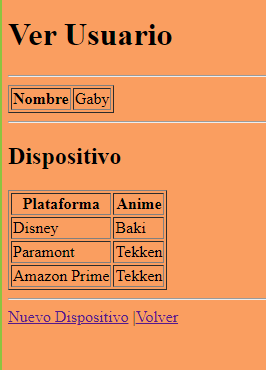 Ver Usuario
Nombre Gaby
Dispositivo
Plataforma Anime
Disney Baki
Paramont Tekken
Amazon Prime Tekken
Nuevo Dispositivo |Volver